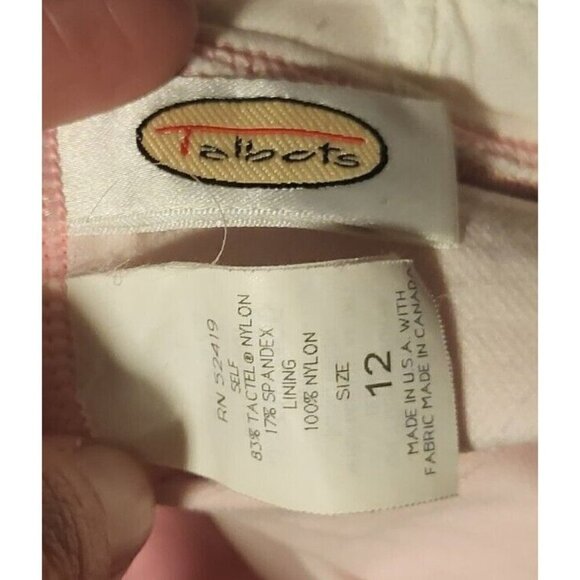 Talbots
RN 52419
SELF
83% TACTEL® NYLON
17% SPANDEX
LINING
100% NYLON
SIZE
12
MADE IN U.S.A. WITH
FABRIC MADE IN CANADA